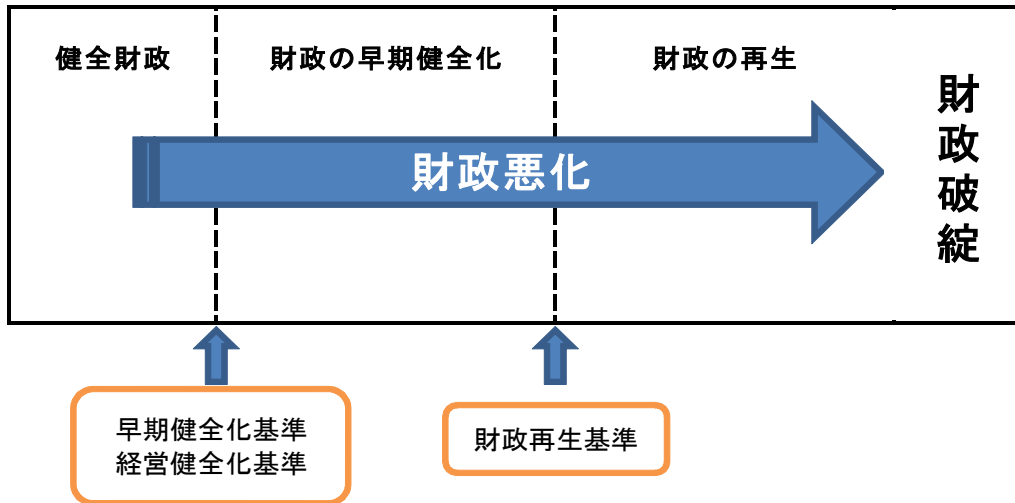 健全財政
財政の早期健全化
財政の再生
財政破綻
財政悪化
早期健全化基準
経営健全化基準
財政再生基準